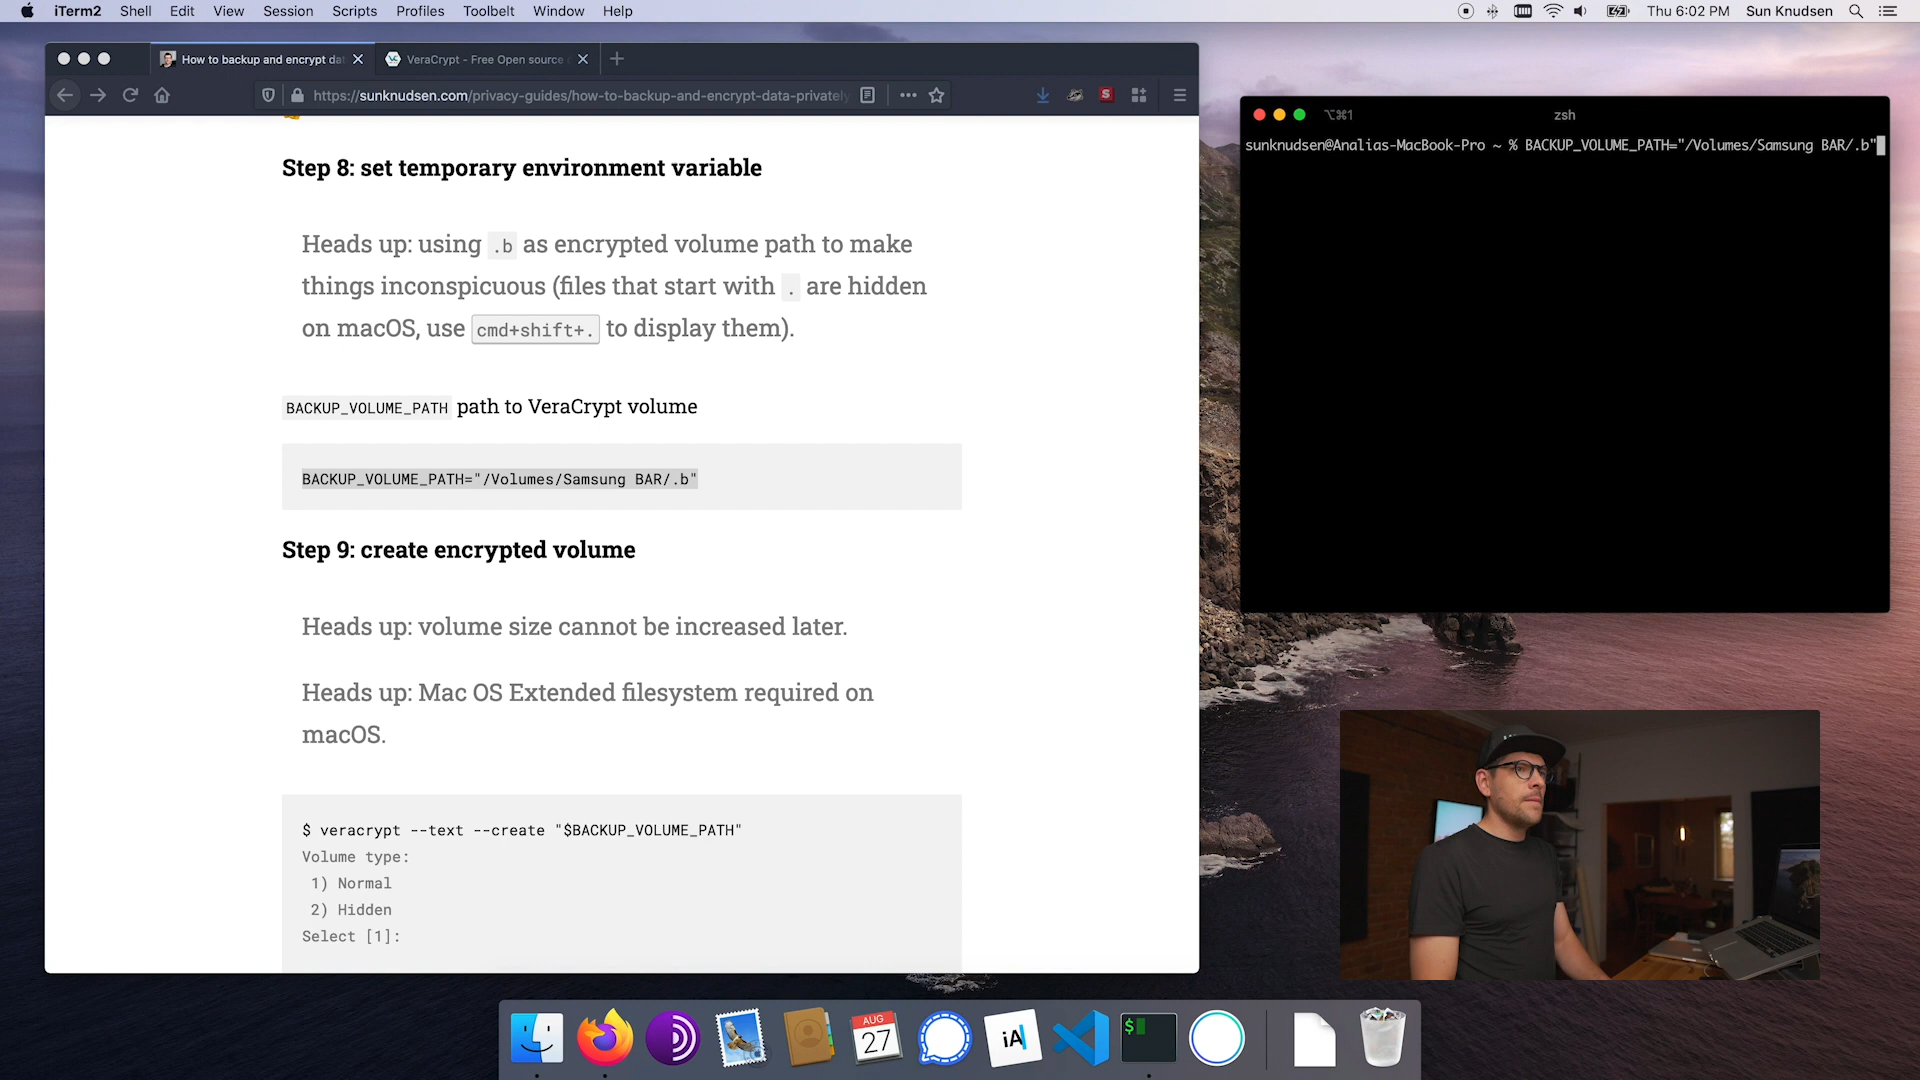 iTerm2 Shell Edit View Session Scripts Profiles Toolbelt Window Help
Thu 6:02 PM Sun Knudsen
How to backup and encrypt dat
VeraCrypt - Free Open source
https://sunknudsen.com/privacy-guides/how-to-backup-and-encrypt-data-privately
S
Step 8: set temporary environment variable
Heads up: using .b as encrypted volume path to make
things inconspicuous (files that start with . are hidden
on macOS, use cmd+shift+. to display them).
BACKUP_VOLUME_PATH path to VeraCrypt volume
BACKUP_VOLUME_PATH="/Volumes/Samsung BAR/.b"
Step 9: create encrypted volume
Heads up: volume size cannot be increased later.
Heads up: Mac OS Extended filesystem required on
macOS.
$ veracrypt --text --create "$BACKUP_VOLUME_PATH"
Volume type:
1) Normal
2) Hidden
Select [1]:
⌥⌘1
zsh
sunknudsen@Analias-MacBook-Pro ~ % BACKUP_VOLUME_PATH="/Volumes/Samsung BAR/.b"
AUG
27
iA
$